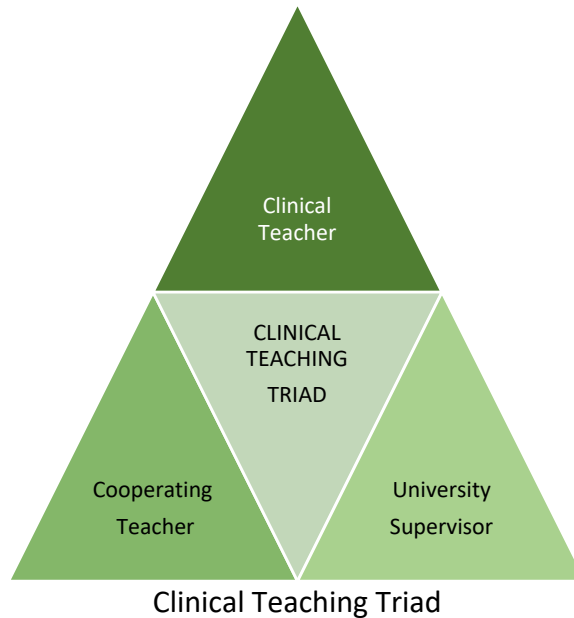 Clinical
Teacher
CLINICAL
TEACHING
TRIAD
Cooperating
Teacher
University
Supervisor
Clinical Teaching Triad